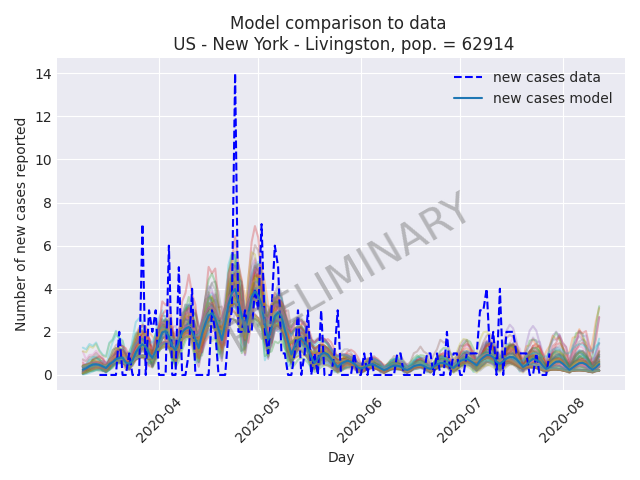 Model comparison to data
US - New York - Livingston, pop. = 62914
Number of new cases reported
14
12
10
8
6
4
2
0
new cases data
new cases model
PRELIMINARY
2020-04
2020-05
2020-06
2020-07
2020-08
Day